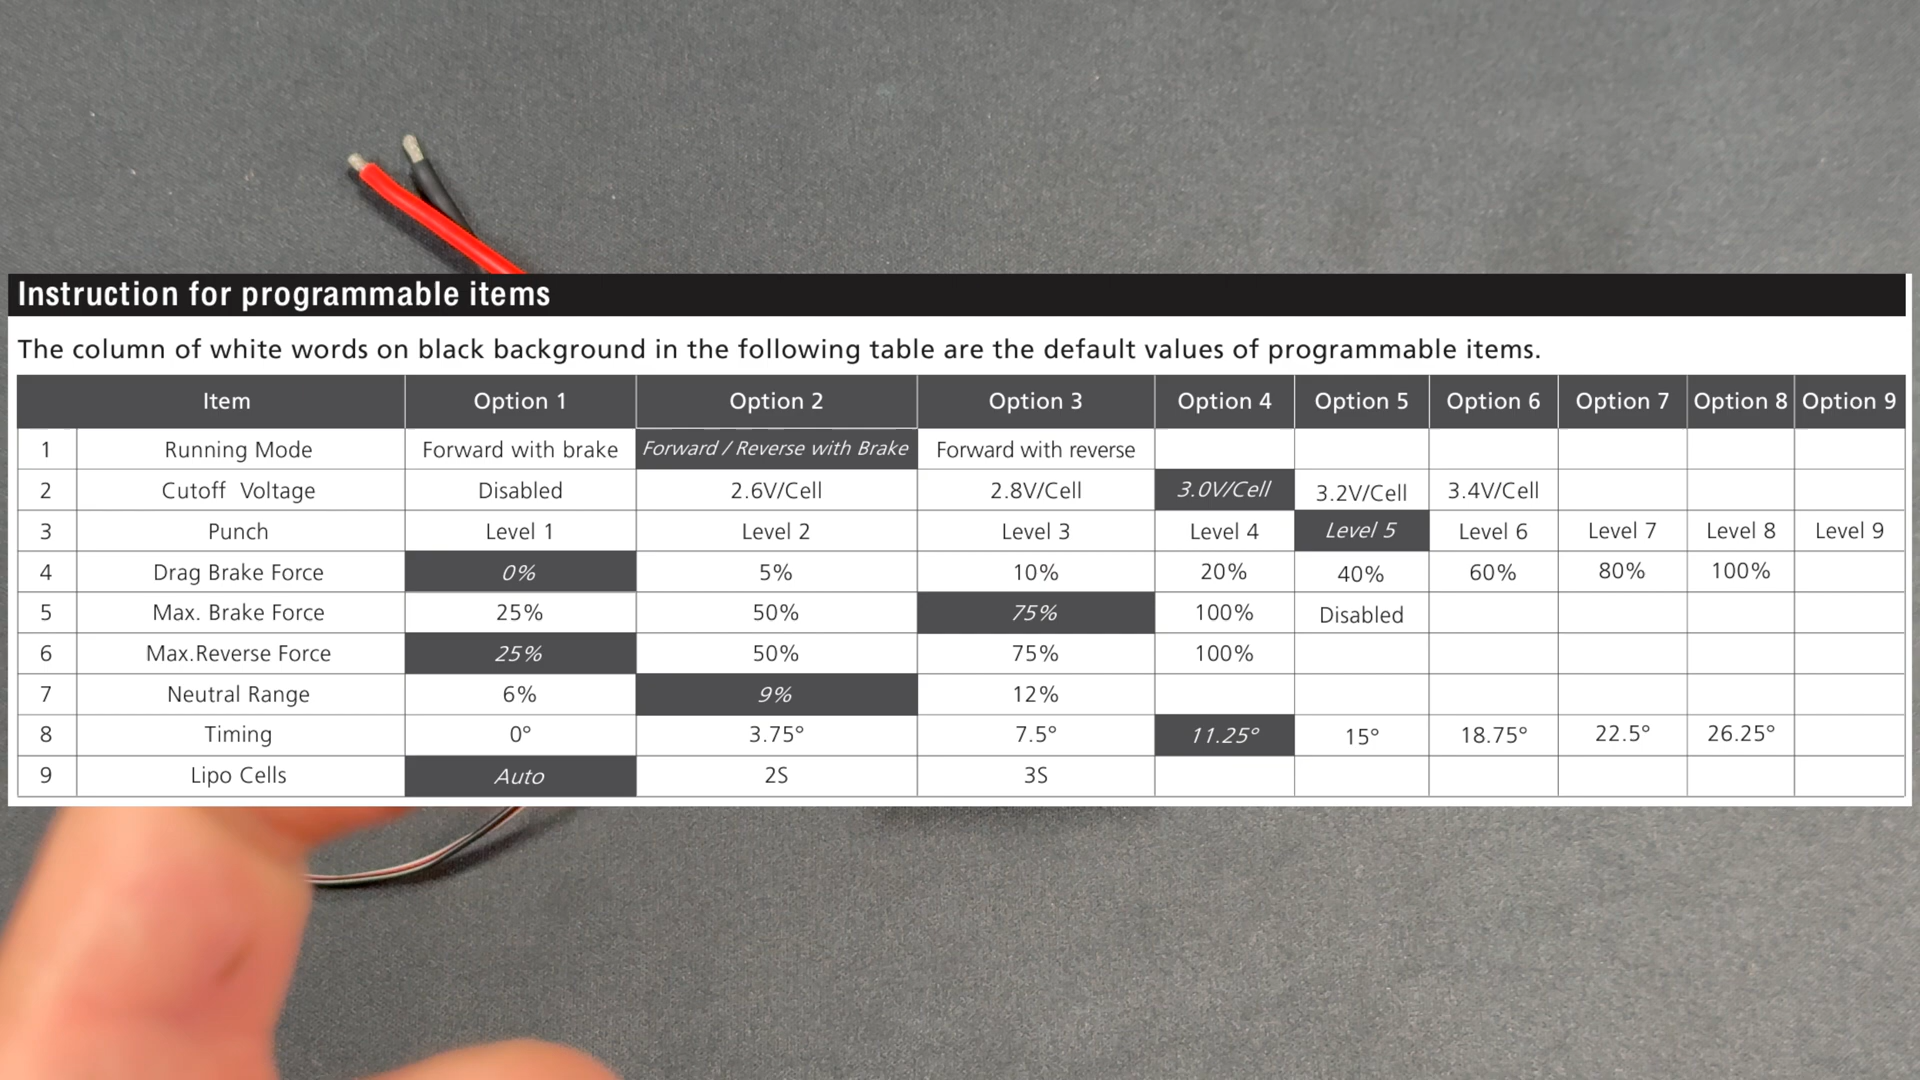 Instruction for programmable items
The column of white words on black background in the following table are the default values of programmable items.
Item Option 1 Option 2 Option 3 Option 4 Option 5 Option 6 Option 7 Option 8 Option 9
1 Running Mode Forward with brake Forward / Reverse with Brake Forward with reverse
2 Cutoff Voltage Disabled 2.6V/Cell 2.8V/Cell 3.0V/Cell 3.2V/Cell 3.4V/Cell
3 Punch Level 1 Level 2 Level 3 Level 4 Level 5 Level 6 Level 7 Level 8 Level 9
4 Drag Brake Force 0% 5% 10% 20% 40% 60% 80% 100%
5 Max. Brake Force 25% 50% 75% 100% Disabled
6 Max.Reverse Force 25% 50% 75% 100%
7 Neutral Range 6% 9% 12%
8 Timing 0° 3.75° 7.5° 11.25° 15° 18.75° 22.5° 26.25°
9 Lipo Cells Auto 2S 3S